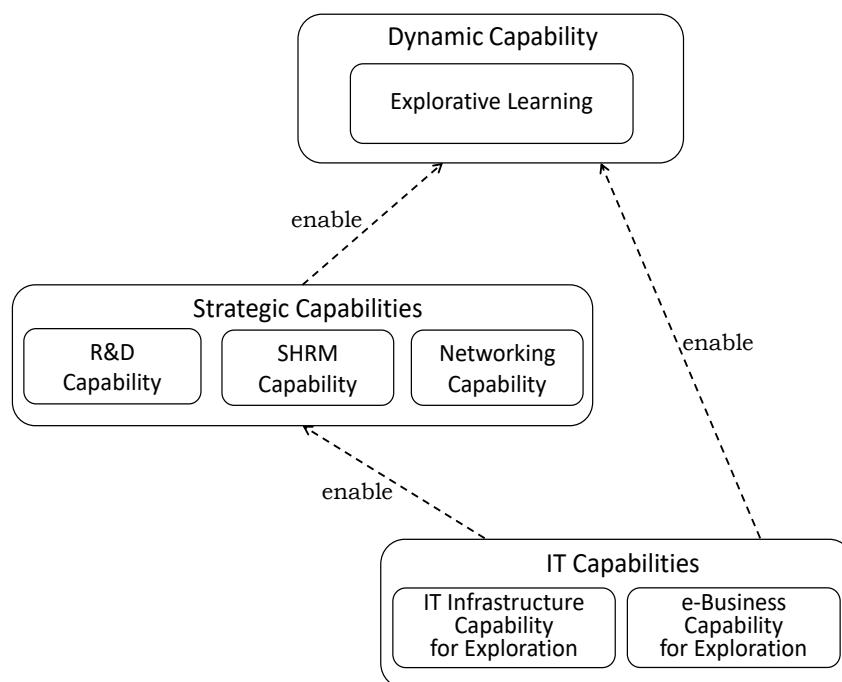 Dynamic Capability
Explorative Learning
enable
Strategic Capabilities
R&D
Capability
SHRM
Capability
Networking
Capability
enable
enable
IT Capabilities
IT Infrastructure
Capability
for Exploration
e-Business
Capability
for Exploration